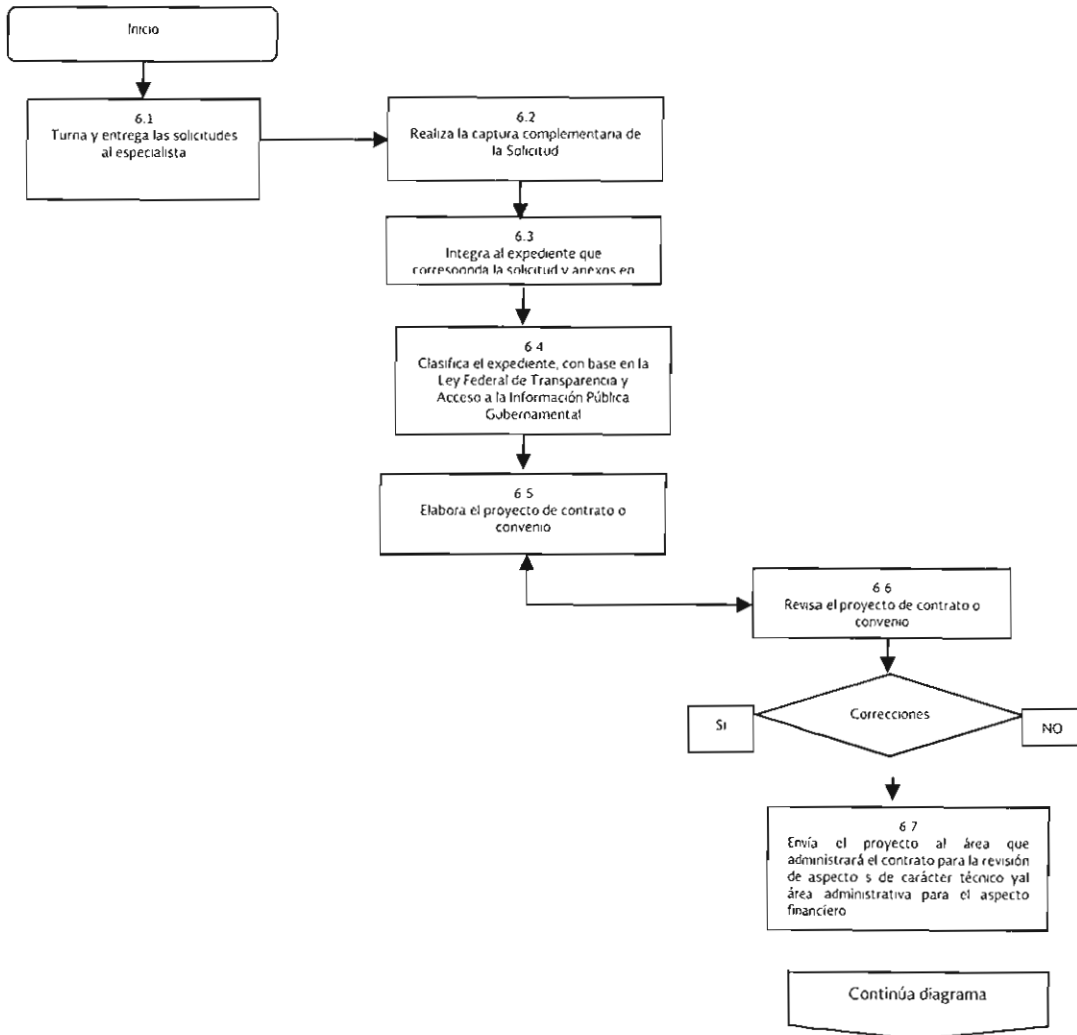 Inicio
6.1
Turna y entrega las solicitudes
al especialista
6.2
Realiza la captura complementaria de
la Solicitud
6.3
Integra al expediente que
corresponda la solicitud y anexos en
6.4
Clasifica el expediente, con base en la
Ley Federal de Transparencia y
Acceso a la Información Pública
Gubernamental
6.5
Elabora el proyecto de contrato o
convenio
6.6
Revisa el proyecto de contrato o
convenio
Si
Correcciones
NO
6.7
Envía el proyecto al área que
administrará el contrato para la revisión
de aspecto s de carácter técnico yal
área administrativa para el aspecto
financiero
Continúa diagrama